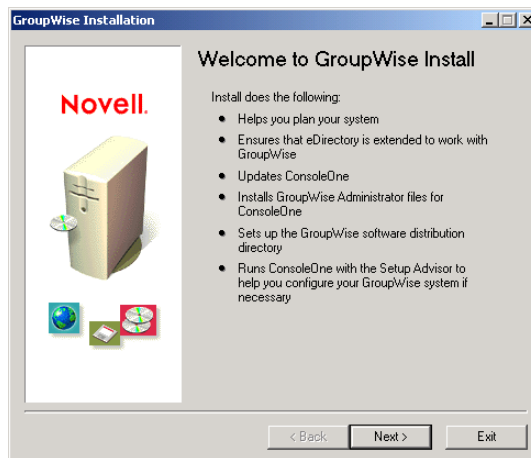 GroupWise Installation
Novell.
Welcome to GroupWise Install
Install does the following:
• Helps you plan your system
• Ensures that eDirectory is extended to work with
GroupWise
• Updates ConsoleOne
• Installs GroupWise Administrator files for
ConsoleOne
• Sets up the GroupWise software distribution
directory
• Runs ConsoleOne with the Setup Advisor to
help you configure your GroupWise system if
necessary
< Back
Next >
Exit